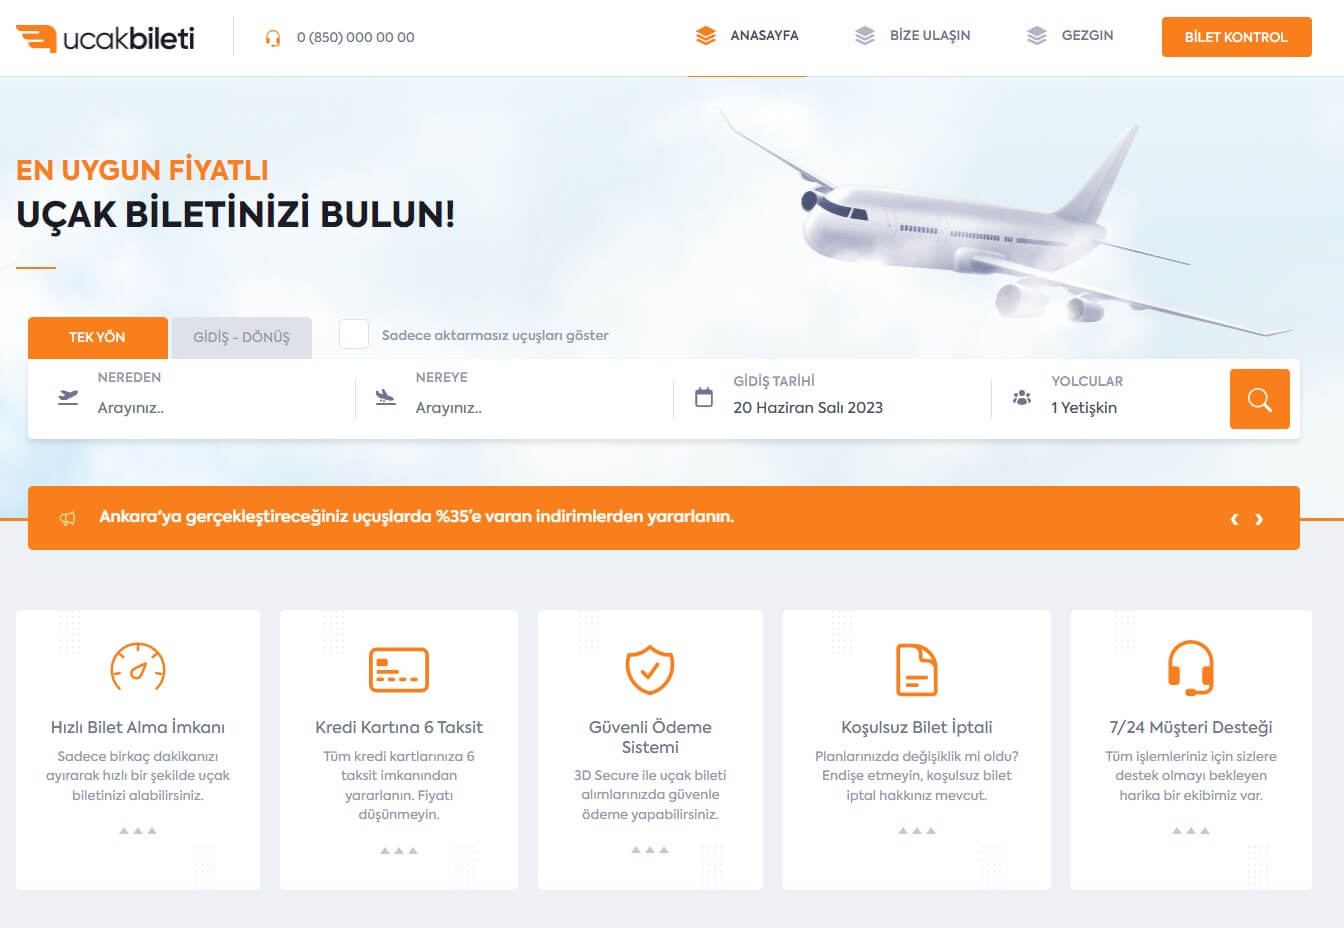 ucakbileti
0 (850) 000 00 00
ANASAYFA
BİZE ULAŞIN
GEZGIN
BİLET KONTROL
EN UYGUN FİYATLI
UÇAK BİLETİNİZİ BULUN!
TEK YÖN
GİDİŞ - DÖNÜŞ
Sadece aktarmasız uçuşları göster
NEREDEN
Arayınız..
NEREYE
Arayınız..
GİDİŞ TARİHİ
20 Haziran Salı 2023
YOLCULAR
1 Yetişkin
Ankara'ya gerçekleştireceğiniz uçuşlarda %35'e varan indirimlerden yararlanın.
Hızlı Bilet Alma İmkanı
Sadece birkaç dakikanızı
ayırarak hızlı bir şekilde uçak
biletinizi alabilirsiniz.
Kredi Kartına 6 Taksit
Tüm kredi kartlarınıza 6
taksit imkanından
yararlanın. Fiyatı
düşünmeyin.
Güvenli Ödeme
Sistemi
3D Secure ile uçak bileti
alımlarınızda güvenle
ödeme yapabilirsiniz.
Koşulsuz Bilet İptali
Planlarınızda değişiklik mi oldu?
Endişe etmeyin, koşulsuz bilet
iptal hakkınız mevcut.
7/24 Müşteri Desteği
Tüm işlemleriniz için sizlere
destek olmayı bekleyen
harika bir ekibimiz var.